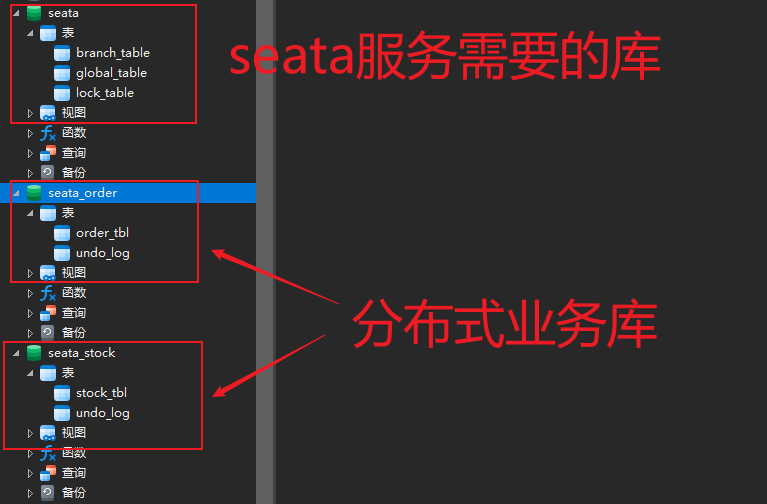 seata
表
branch_table
global_table
lock_table
视图
函数
查询
备份
seata_order
表
order_tbl
undo_log
视图
函数
查询
备份
seata_stock
表
stock_tbl
undo_log
视图
函数
查询
备份
seata服务需要的库
分布式业务库